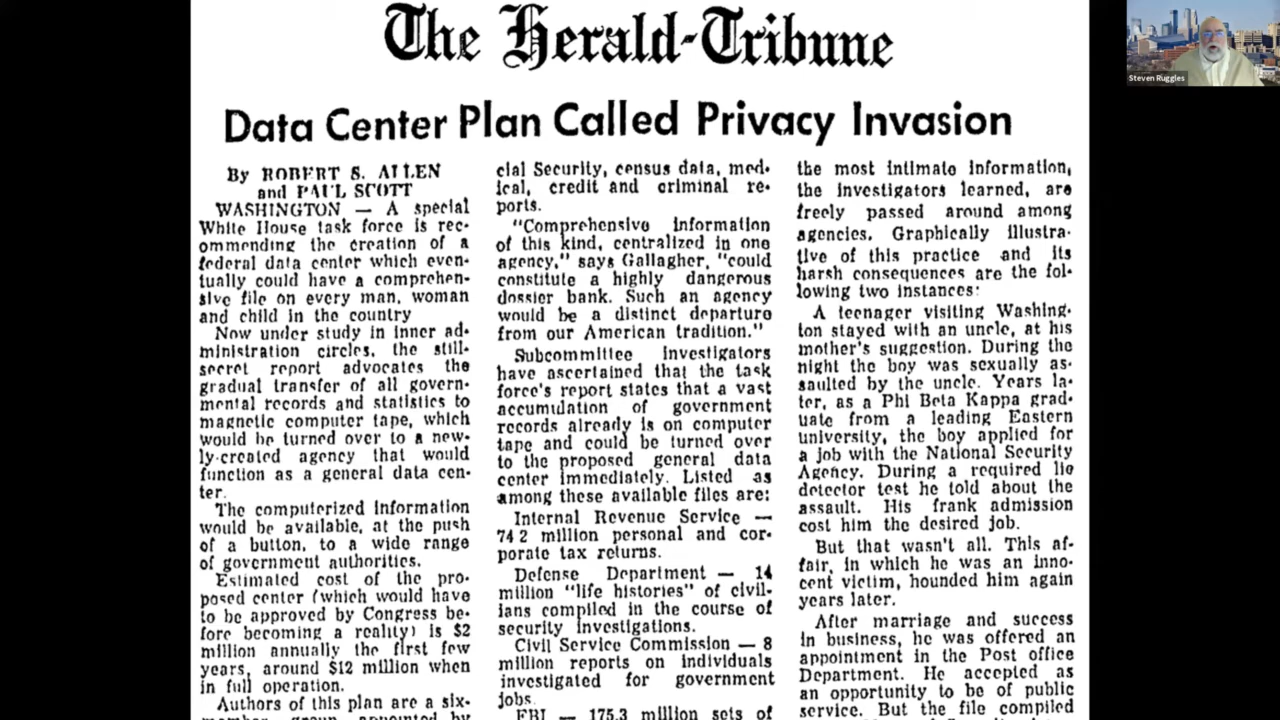 The Herald-Tribune
Data Center Plan Called Privacy Invasion
By ROBERT S. ALLEN
and PAUL SCOTT
WASHINGTON — A special
White House task force is rec-
ommending the creation of a
federal data center which even-
tually could have a comprehen-
sive file on every man, woman
and child in the country
Now under study in inner ad-
ministration circles, the still-
secret report advocates the
gradual transfer of all govern-
mental records and statistics to
magnetic computer tape, which
would be turned over to a new-
ly-created agency that would
function as a general data cen-
ter.
The computerized information
would be available, at the push
of a button, to a wide range
of government authorities.
Estimated cost of the pro-
posed center (which would have
to be approved by Congress be-
fore becoming a reality) is $2
million annually the first few
years, around $12 million when
in full operation.
Authors of this plan are a six-
member group appointed by
cial Security, census data, med-
ical, credit and criminal re-
ports.
"Comprehensive information
of this kind, centralized in one
agency," says Gallagher, "could
constitute a highly dangerous
dossier bank. Such an agency
would be a distinct departure
from our American tradition."
Subcommittee investigators
have ascertained that the task
force's report states that a vast
accumulation of government
records already is on computer
tape and could be turned over
to the proposed general data
center immediately. Listed as
among these available files are:
Internal Revenue Service —
74 2 million personal and cor-
porate tax returns.
Defense Department — 14
million "life histories" of civil-
ians compiled in the course of
security investigations.
Civil Service Commission — 8
million reports on individuals
investigated for government
jobs.
FBI — 175.3 million sets of
the most intimate information,
the investigators learned, are
freely passed around among
agencies. Graphically illustra-
tive of this practice and its
harsh consequences are the fol-
lowing two instances:
A teenager visiting Washing-
ton stayed with an uncle, at his
mother's suggestion. During the
night the boy was sexually as-
saulted by the uncle. Years la-
ter, as a Phi Beta Kappa grad-
uate from a leading Eastern
university, the boy applied for
a job with the National Security
Agency. During a required lie
detector test he told about the
assault. His frank admission
cost him the desired job.
But that wasn't all. This af-
fair, in which he was an inno-
cent victim, hounded him again
years later.
After marriage and success
in business, he was offered an
appointment in the Post office
Department. He accepted as
an opportunity to be of public
service. But the file compiled
Steven Ruggles